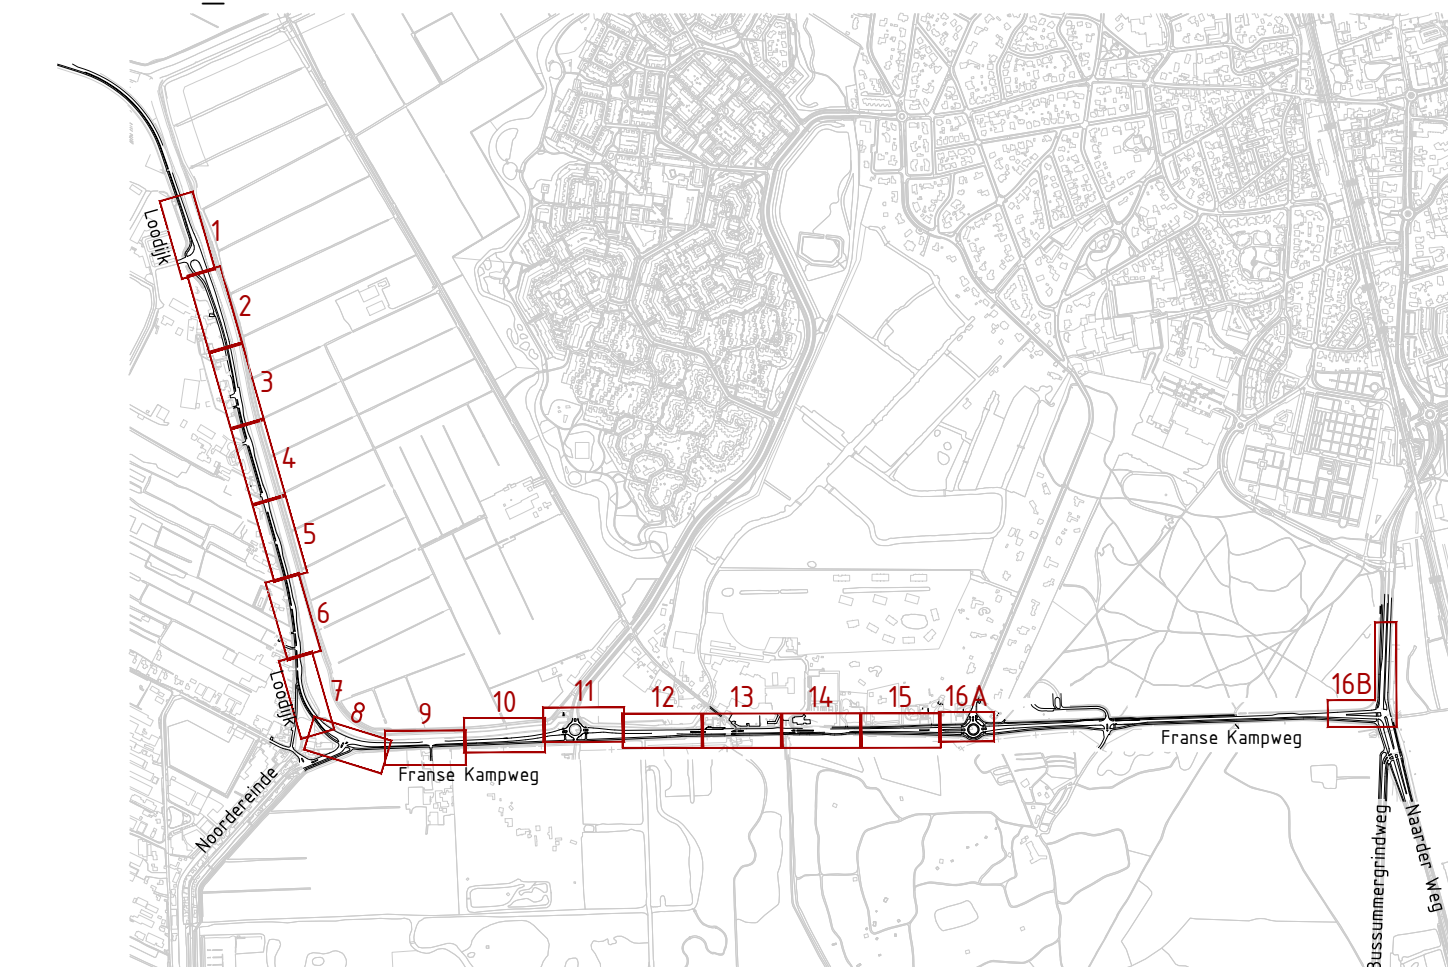 Loodijk
1
2
3
4
5
6
7
8
9
10
11
12
13
14
15
16A
16B
Loodijk
Noordereinde
Franse Kampweg
Franse Kampweg
Bussummergrindweg
Naarder Weg